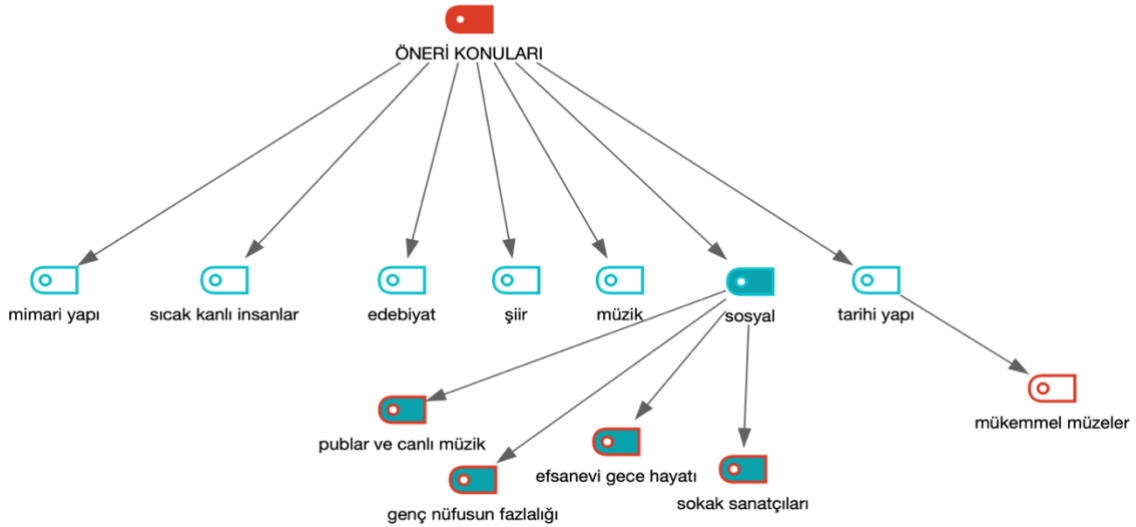 ÖNERİ KONULARI
mimari yapı
sıcak kanlı insanlar
edebiyat
şiir
müzik
sosyal
tarihi yapı
mükemmel müzeler
publar ve canlı müzik
efsanevi gece hayatı
sokak sanatçıları
genç nüfusun fazlalığı